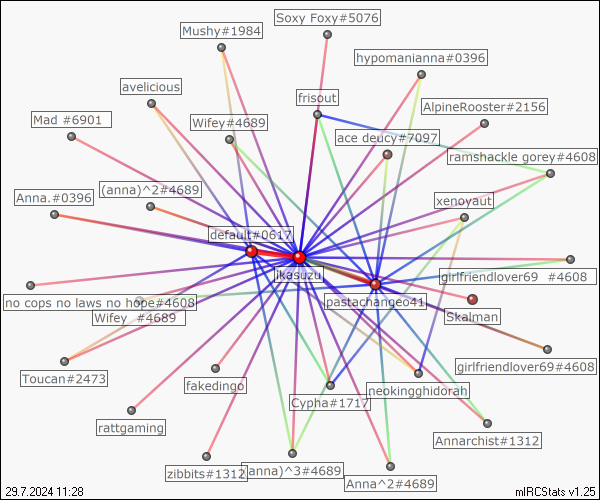 Soxy Foxy#5076
Mushy#1984
hypomanianna#0396
avelicious
frisout
AlpineRooster#2156
Mad #6901
Wifey#4689
ace deucy#7097
ramshackle gorey#4608
Anna.#0396
(anna)^2#4689
xenoyaut
default#0617
jkasuzu
girlfriendlover69 #4608
no cops no laws no hope#4608
pastachangeo41
Wifey #4689
Skalman
girlfriendlover69#4608
Toucan#2473
fakedingo
neokingghidorah
Cypha#1717
rattgaming
Annarchist#1312
zibbits#1312
(anna)^3#4689
Anna^2#4689
29.7.2024 11:28
mIRCStats v1.25